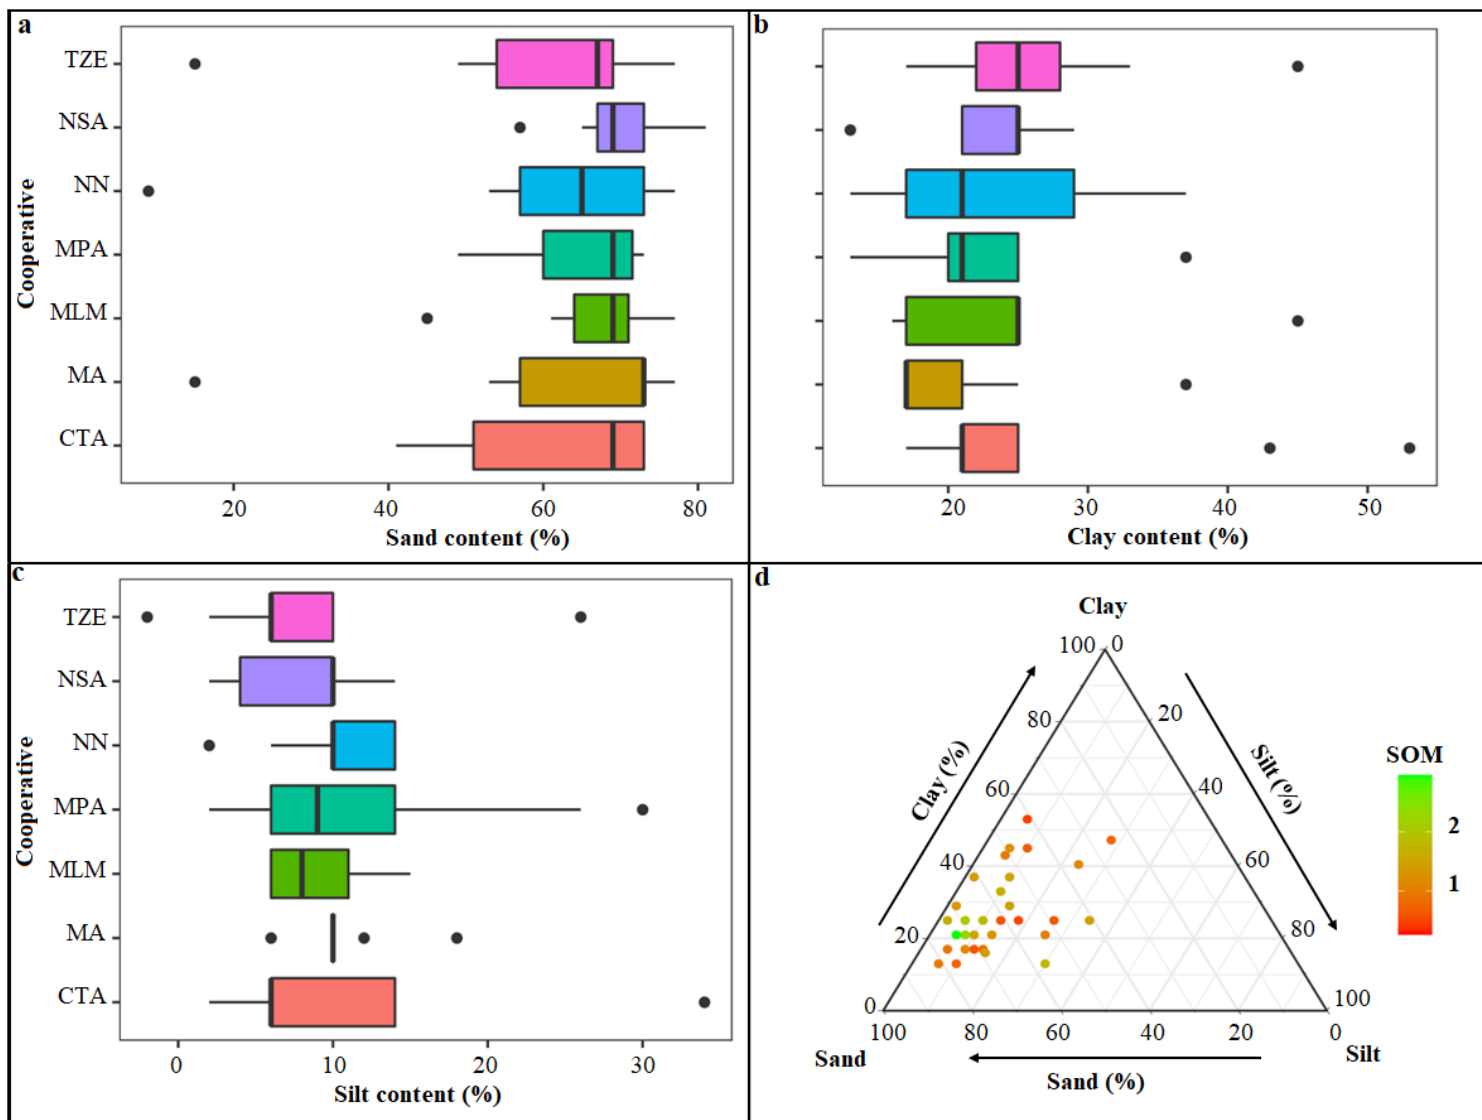 a
TZE
NSA
NN
MPA
MLM
MA
CTA
Cooperative
20 40 60 80
Sand content (%)
b
20 30 40 50
Clay content (%)
c
TZE
NSA
NN
MPA
MLM
MA
CTA
Cooperative
0 10 20 30
Silt content (%)
d
Clay
100 0
80 20
60 40
40 60
20 80
0 100
100 80 60 40 20 0
Clay (%)
Silt (%)
Sand Silt
Sand (%)
SOM
2
1